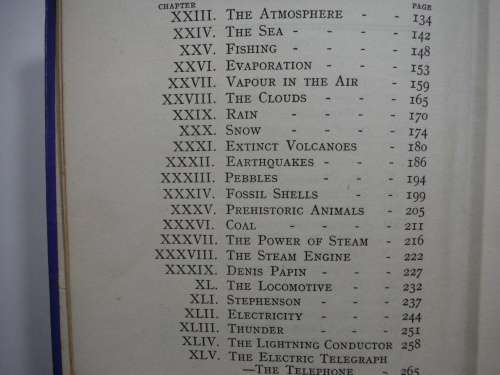 CHAPTER PAGE
XXIII. THE ATMOSPHERE - - 134
XXIV. THE SEA - - - - 142
XXV. FISHING - - - - 148
XXVI. EVAPORATION - - - 153
XXVII. VAPOUR IN THE AIR - - 159
XXVIII. THE CLOUDS - - - 165
XXIX. RAIN - - - - 170
XXX. SNOW - - - - 174
XXXI. EXTINCT VOLCANOES - - 180
XXXII. EARTHQUAKES - - - 186
XXXIII. PEBBLES - - - 194
XXXIV. FOSSIL SHELLS - - - 199
XXXV. PREHISTORIC ANIMALS - - 205
XXXVI. COAL - - - - 211
XXXVII. THE POWER OF STEAM - - 216
XXXVIII. THE STEAM ENGINE - - 222
XXXIX. DENIS PAPIN - - - 227
XL. THE LOCOMOTIVE - - 232
XLI. STEPHENSON - - - 237
XLII. ELECTRICITY - - - 244
XLIII. THUNDER - - - 251
XLIV. THE LIGHTNING CONDUCTOR 258
XLV. THE ELECTRIC TELEGRAPH
—THE TELEPHONE - - 265